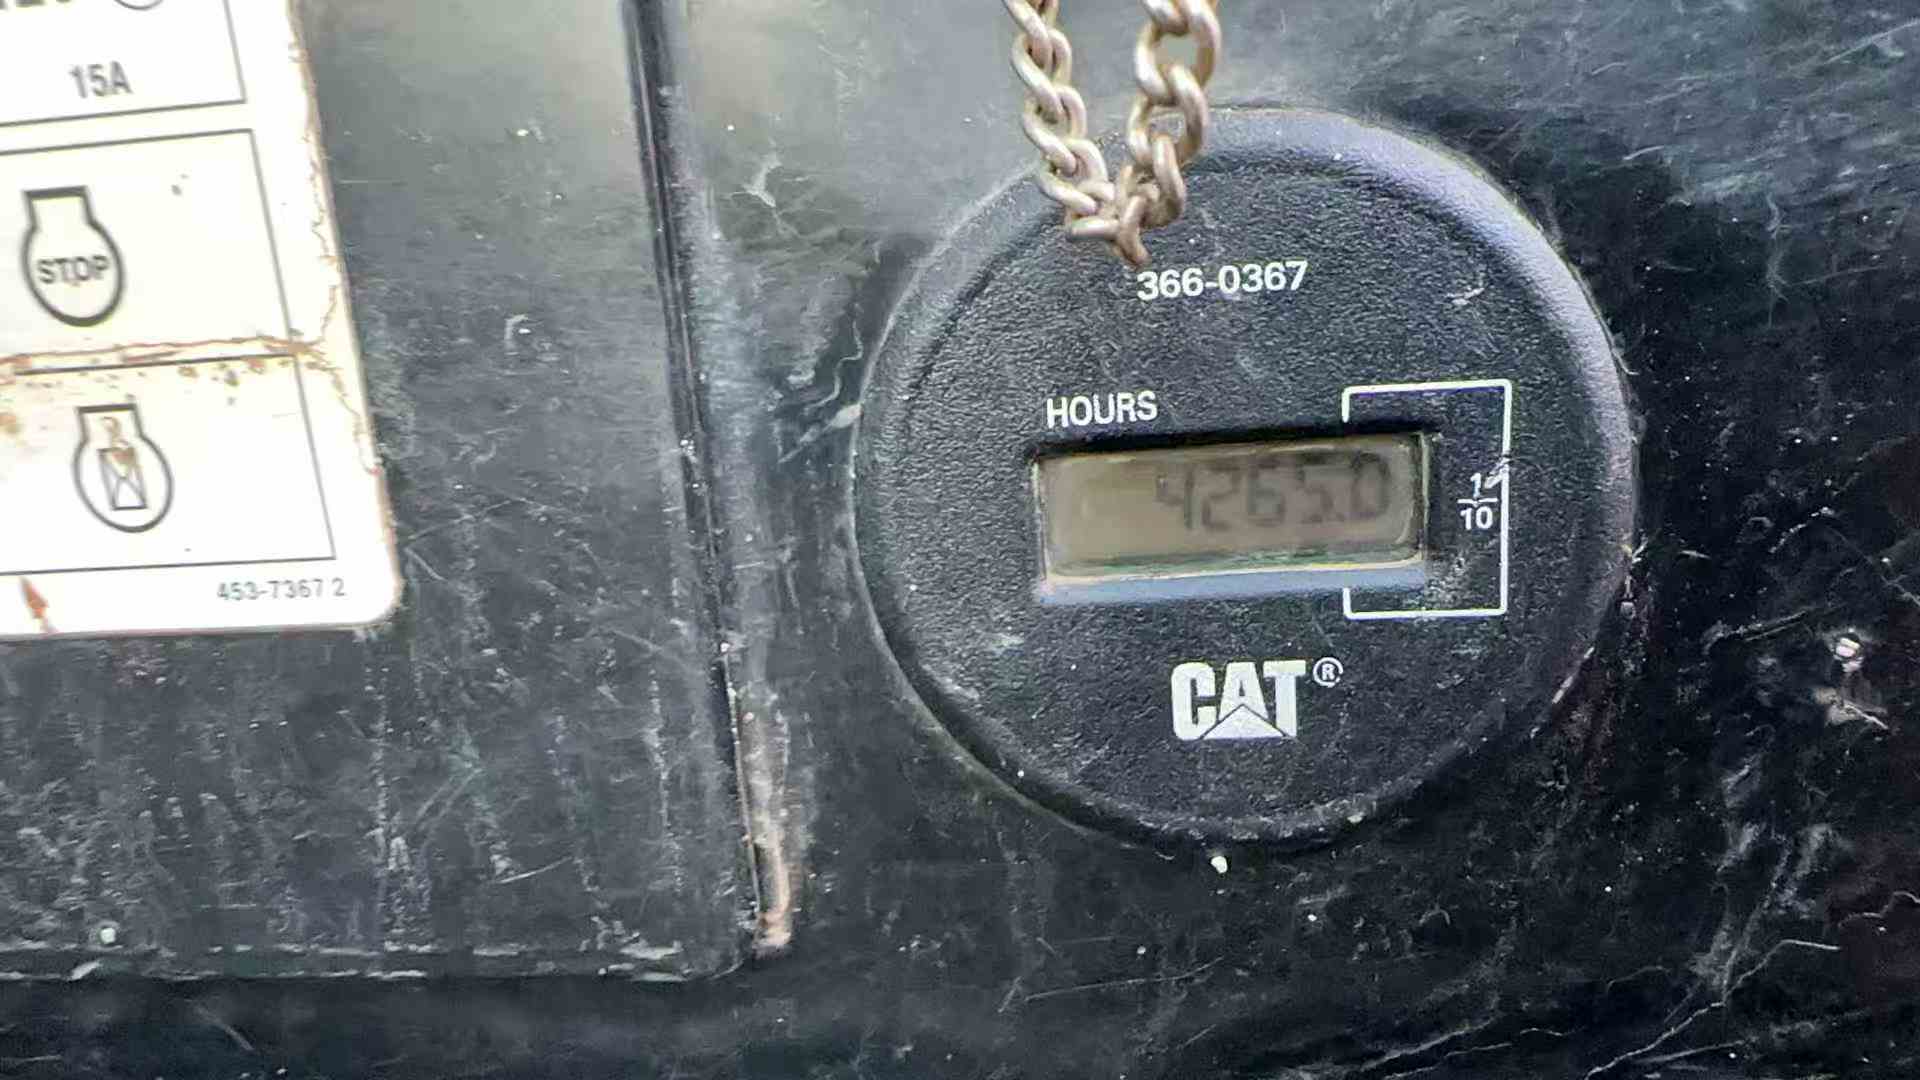 15A
STOP
453-7367 2
366-0367
HOURS
4265.0
1/10
CAT®